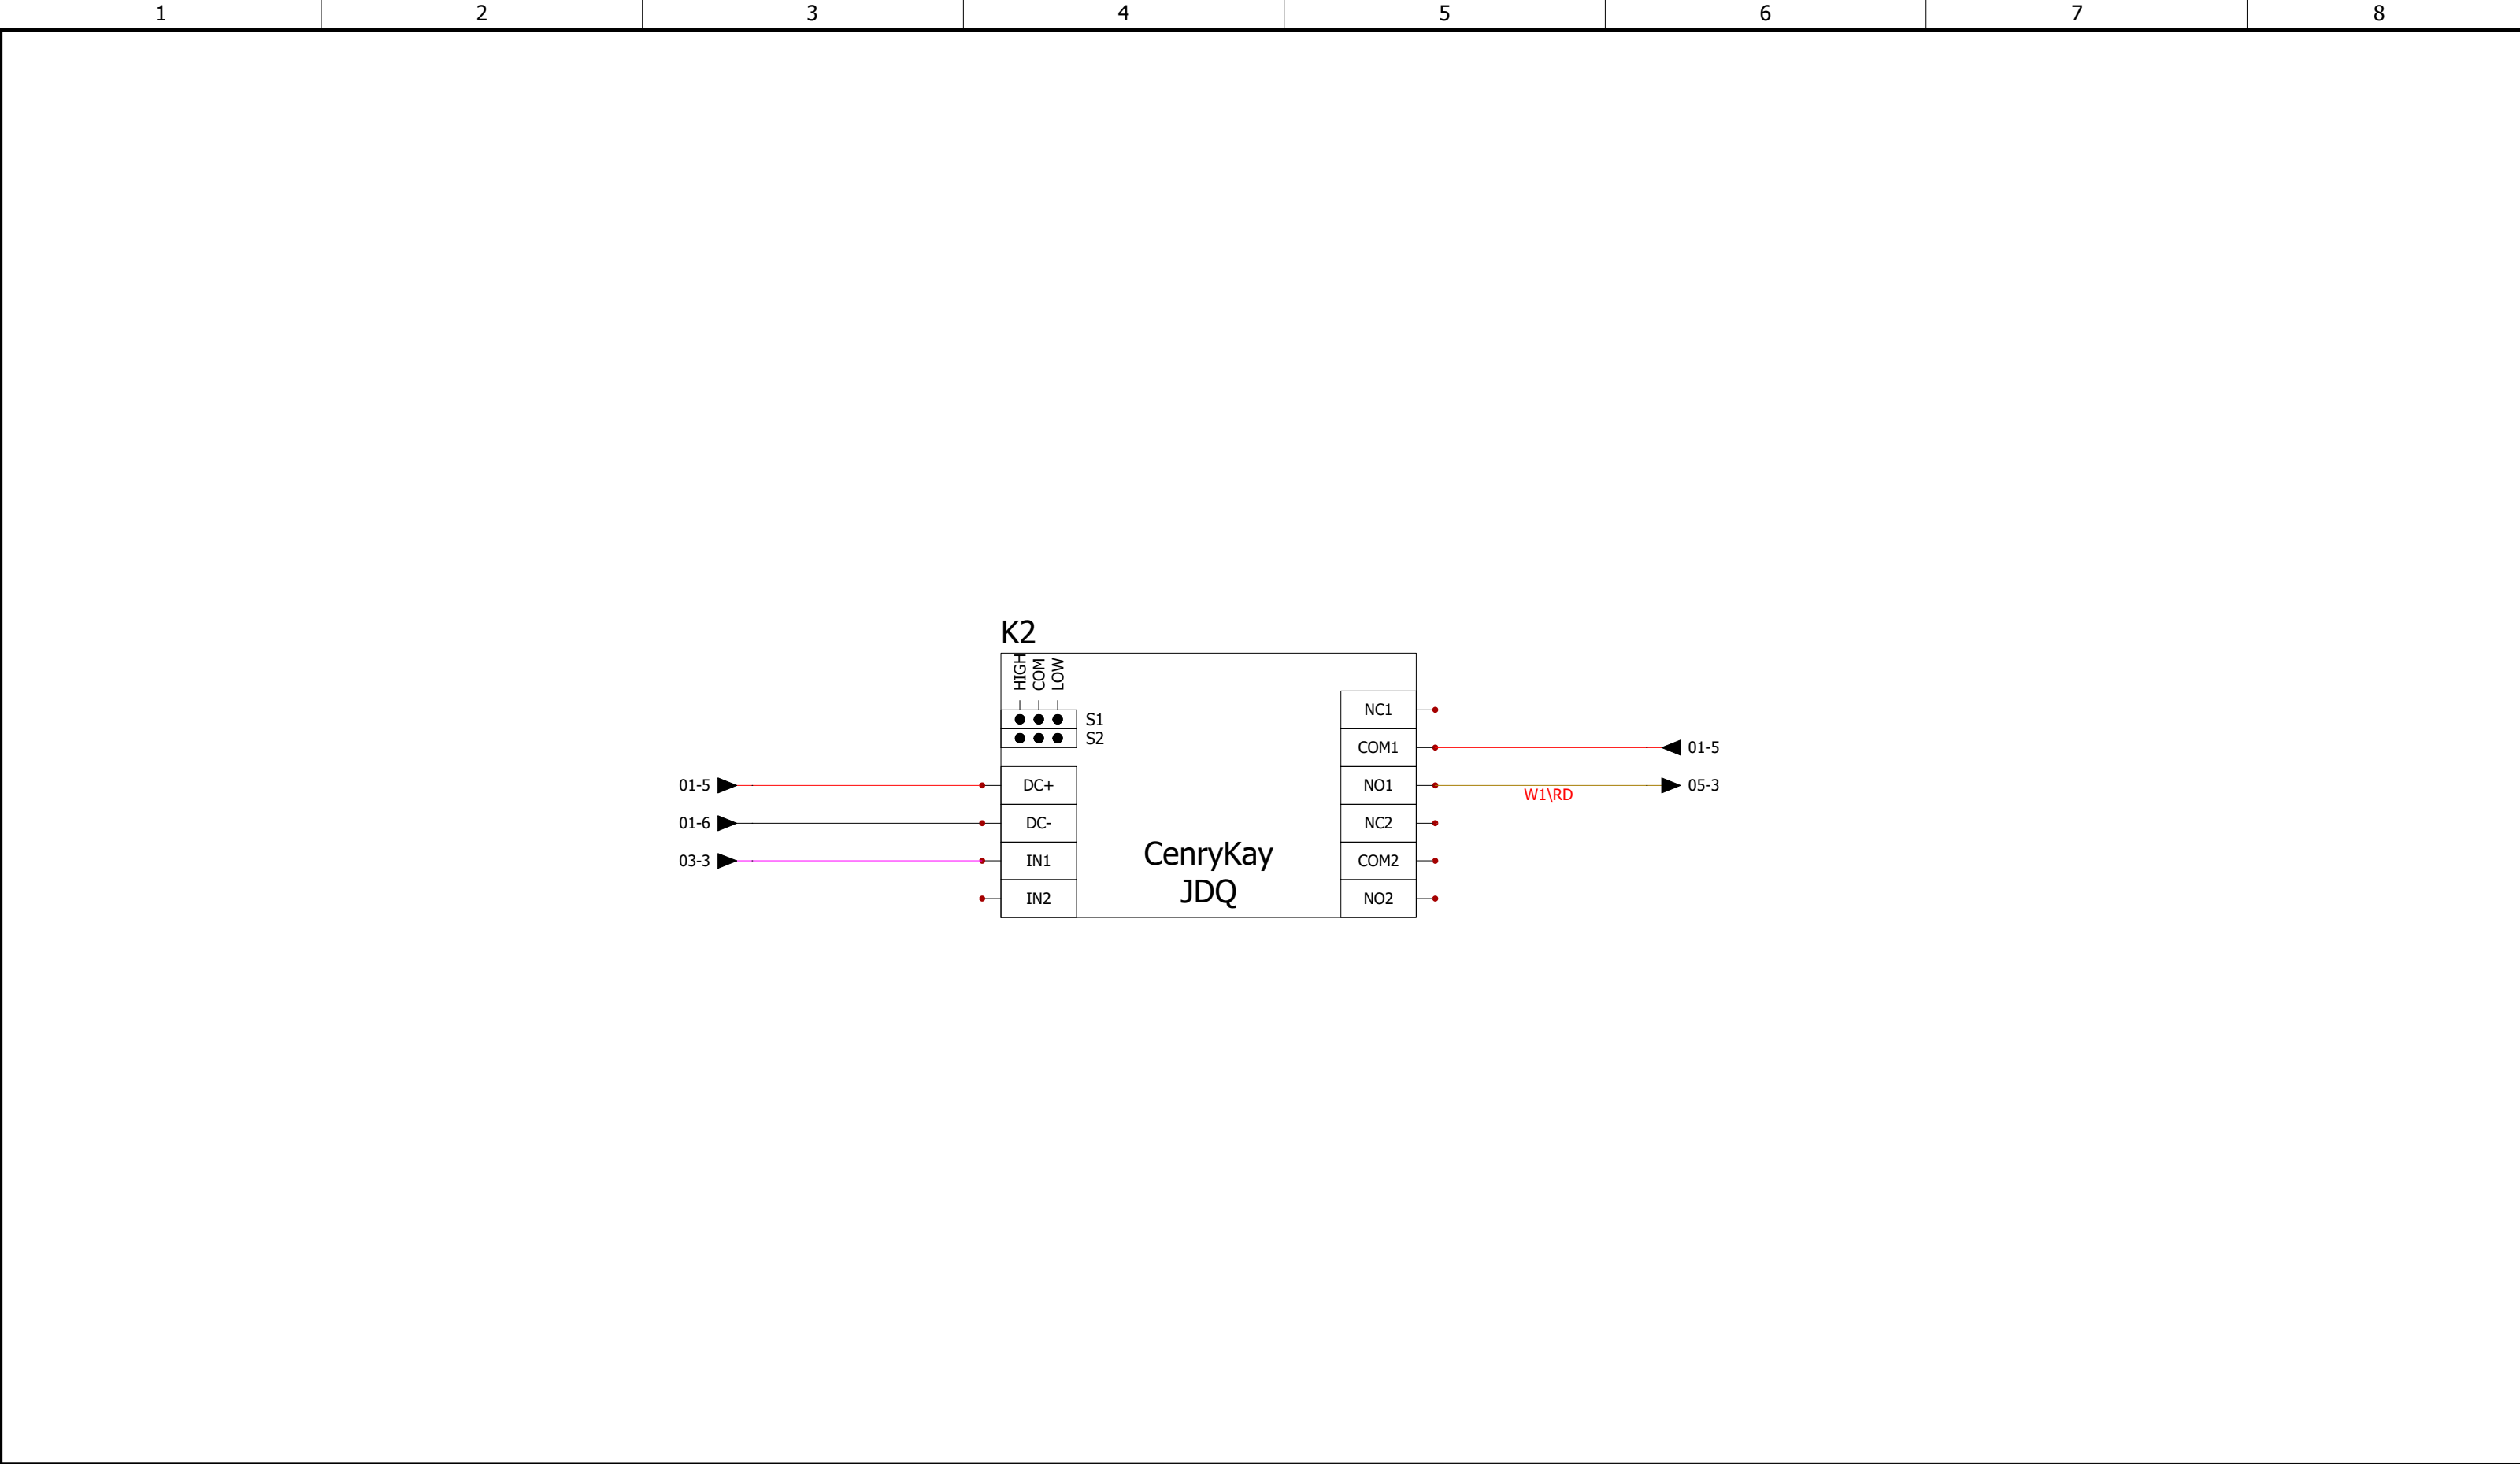 1 2 3 4 5 6 7 8
K2
HIGH COM LOW
S1
S2
NC1
COM1 01-5
01-5 DC+ NO1 W1\RD 05-3
01-6 DC- NC2
03-3 IN1 COM2
IN2 NO2
CenryKay
JDQ